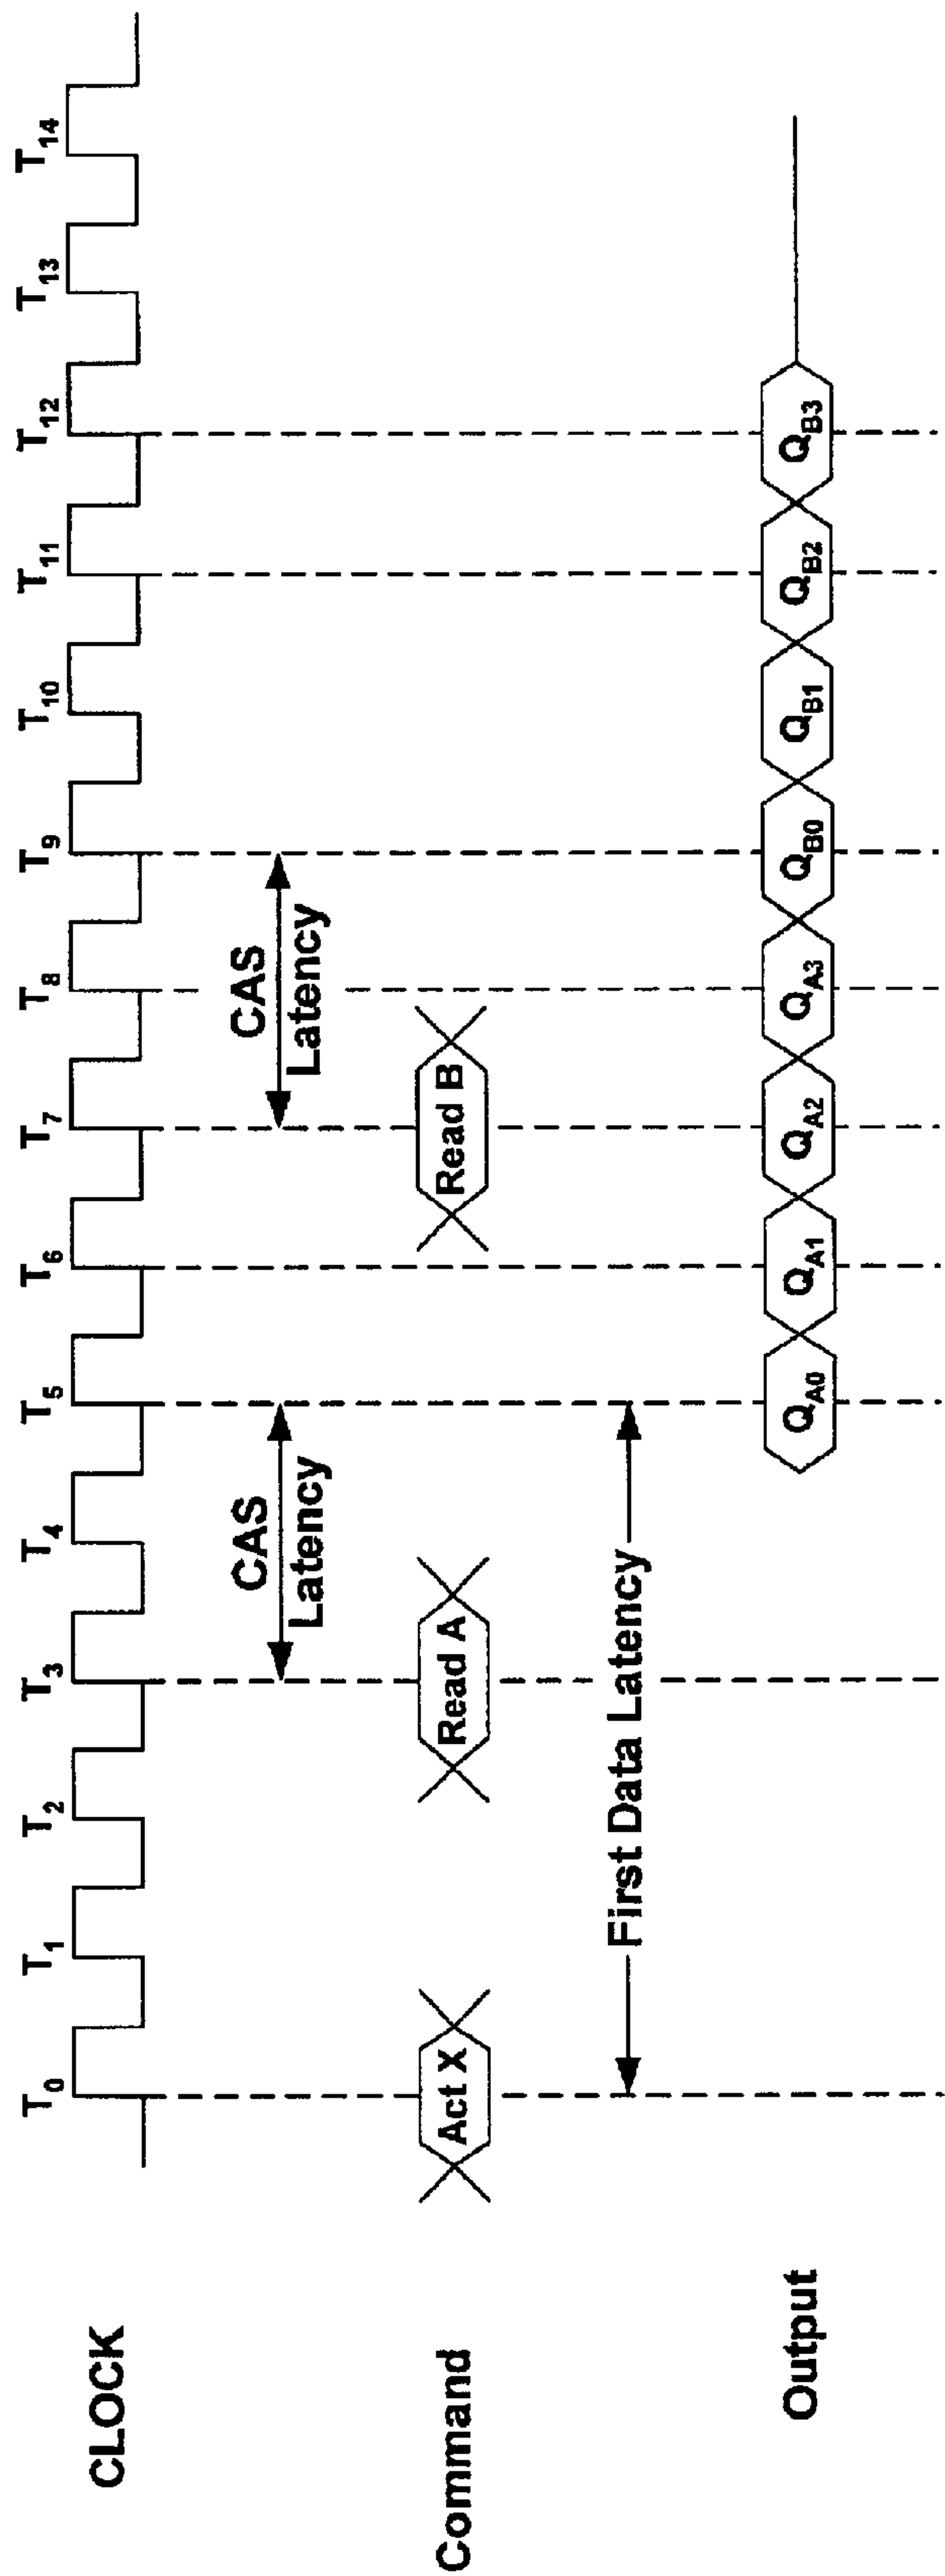 CLOCK
T0 T1 T2 T3 T4 T5 T6 T7 T8 T9 T10 T11 T12 T13 T14
CAS
Latency
CAS
Latency
Command
Act X
Read A
Read B
First Data Latency
Output
QA0 QA1 QA2 QA3 QB0 QB1 QB2 QB3